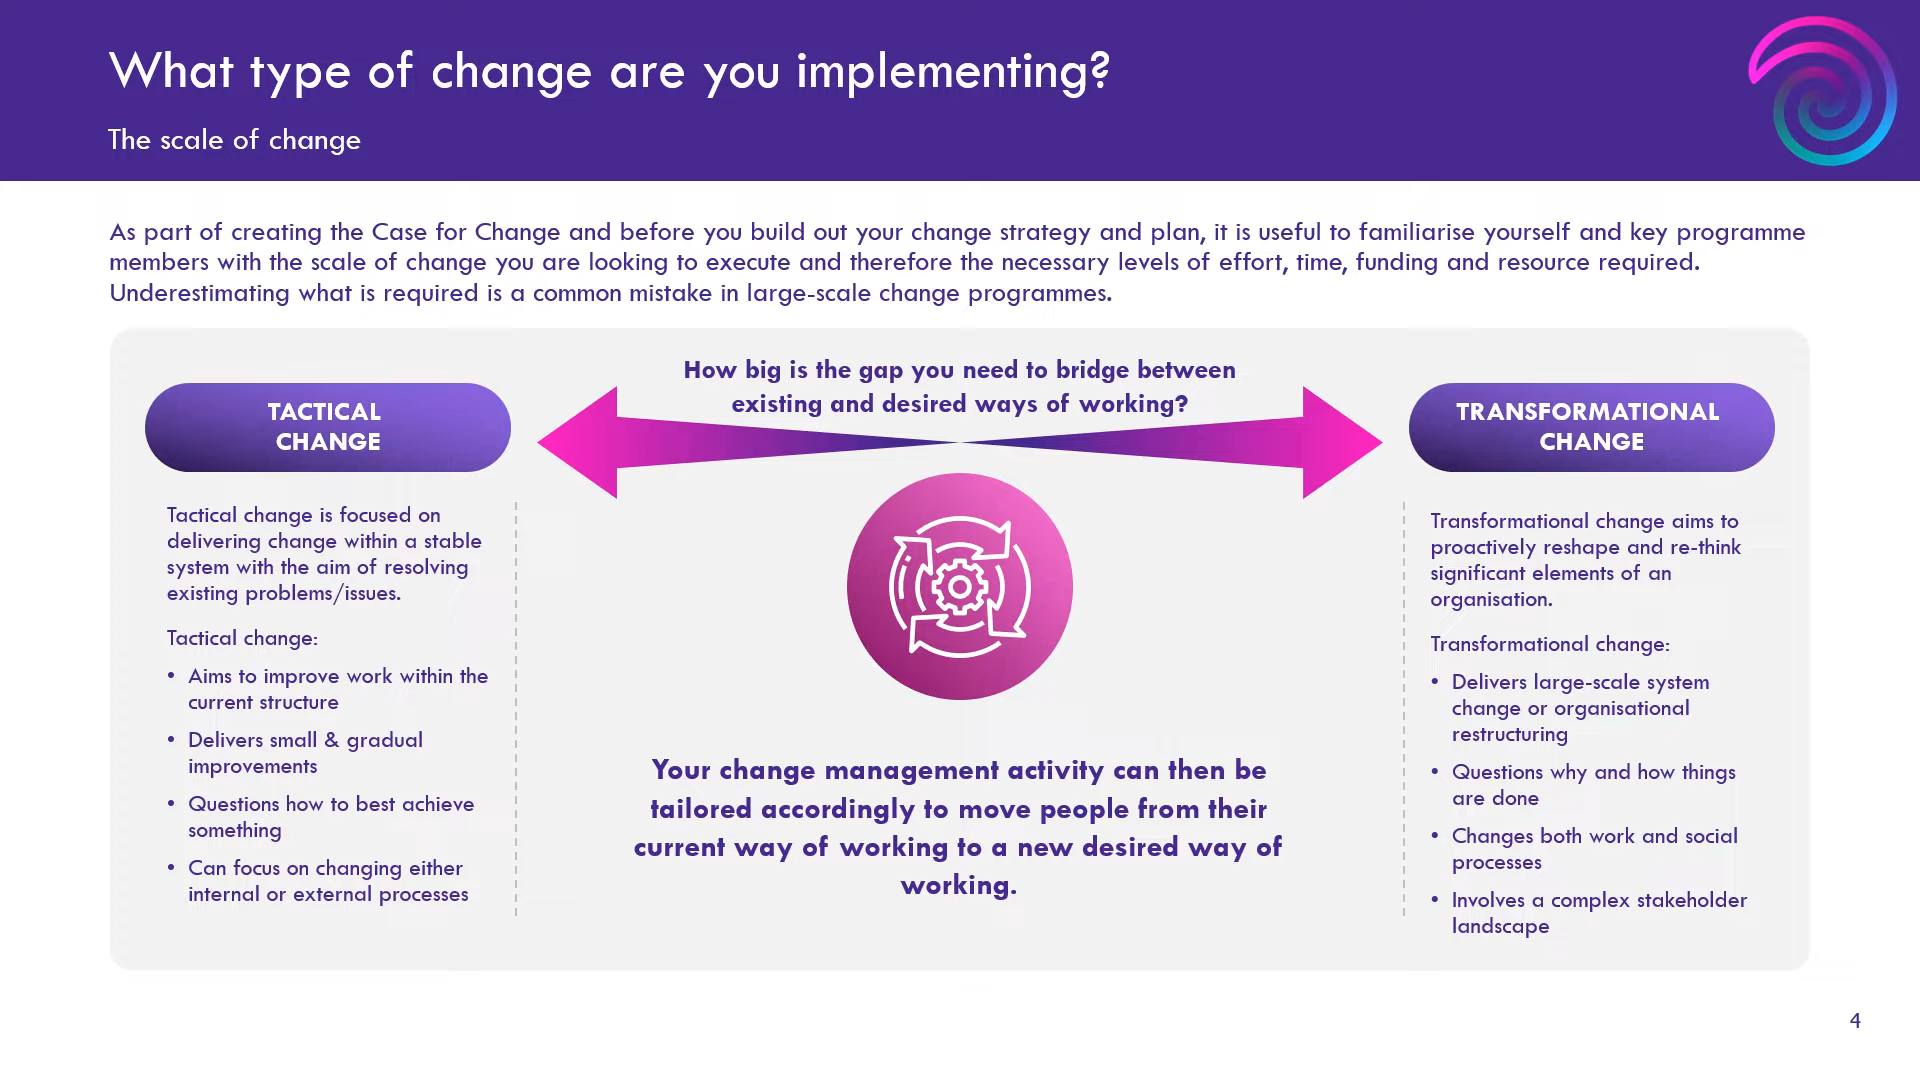 What type of change are you implementing?
The scale of change
As part of creating the Case for Change and before you build out your change strategy and plan, it is useful to familiarise yourself and key programme
members with the scale of change you are looking to execute and therefore the necessary levels of effort, time, funding and resource required.
Underestimating what is required is a common mistake in large-scale change programmes.
How big is the gap you need to bridge between
existing and desired ways of working?
TACTICAL
CHANGE
Tactical change is focused on
delivering change within a stable
system with the aim of resolving
existing problems/issues.
Tactical change:
• Aims to improve work within the
current structure
• Delivers small & gradual
improvements
• Questions how to best achieve
something
• Can focus on changing either
internal or external processes
Your change management activity can then be
tailored accordingly to move people from their
current way of working to a new desired way of
working.
TRANSFORMATIONAL
CHANGE
Transformational change aims to
proactively reshape and re-think
significant elements of an
organisation.
Transformational change:
• Delivers large-scale system
change or organisational
restructuring
• Questions why and how things
are done
• Changes both work and social
processes
• Involves a complex stakeholder
landscape
4